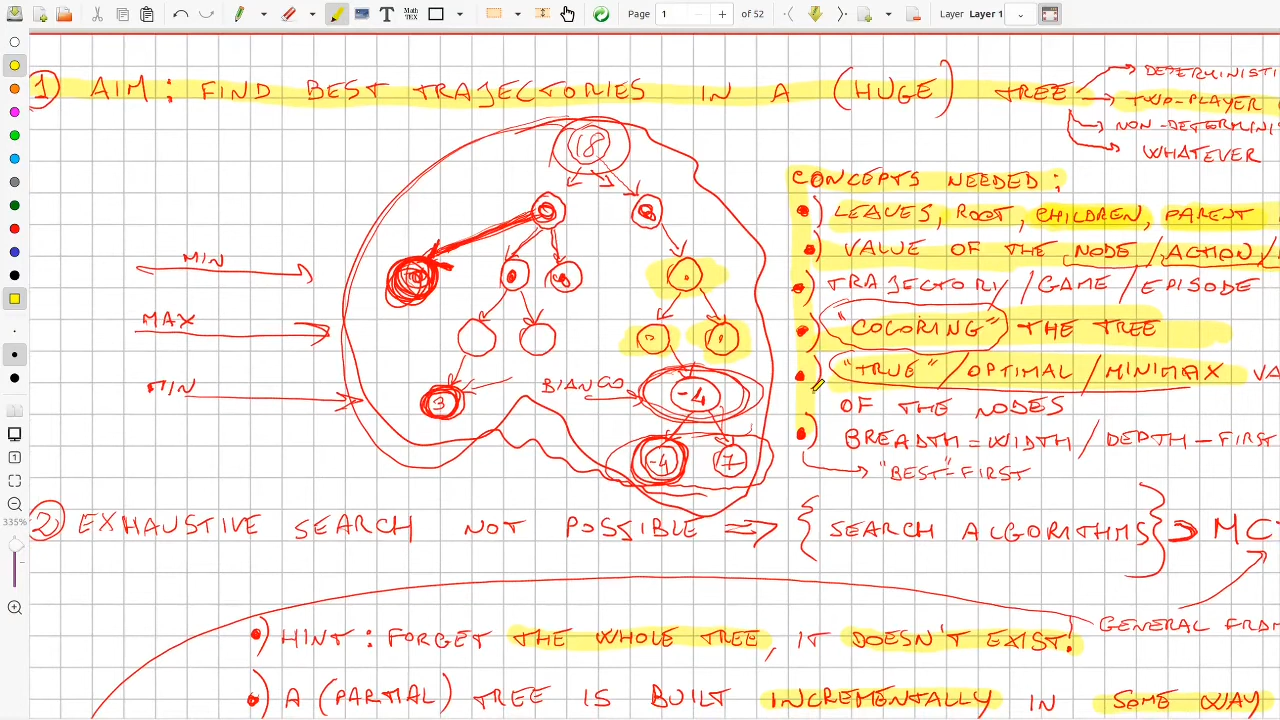 Page 1 of 52 Layer Layer 1
335%
1) AIM: FIND BEST TRAJECTORIES IN A (HUGE) TREE
DETERMINISTI
TWO-PLAYER
NON-DETERMINI
WHATEVER
18
MIN
MAX
MIN
3
BIANCO
-4
-4
7
CONCEPTS NEEDED:
•) LEAVES, ROOT, CHILDREN, PARENT
•) VALUE OF THE NODE/ACTION/
•) TRAJECTORY/GAME/EPISODE
•) "COLORING" THE TREE
•) "TRUE"/OPTIMAL/MINIMAX VA
OF THE NODES
•) BREADTH=WIDTH/DEPTH-FIRST
"BEST"-FIRST
2) EXHAUSTIVE SEARCH NOT POSSIBLE => {SEARCH ALGORITHMS} ⊃ MC
GENERAL FRAM
•) HINT: FORGET THE WHOLE TREE, IT DOESN'T EXIST!
•) A (PARTIAL) TREE IS BUILT INCREMENTALLY IN SOME WAY